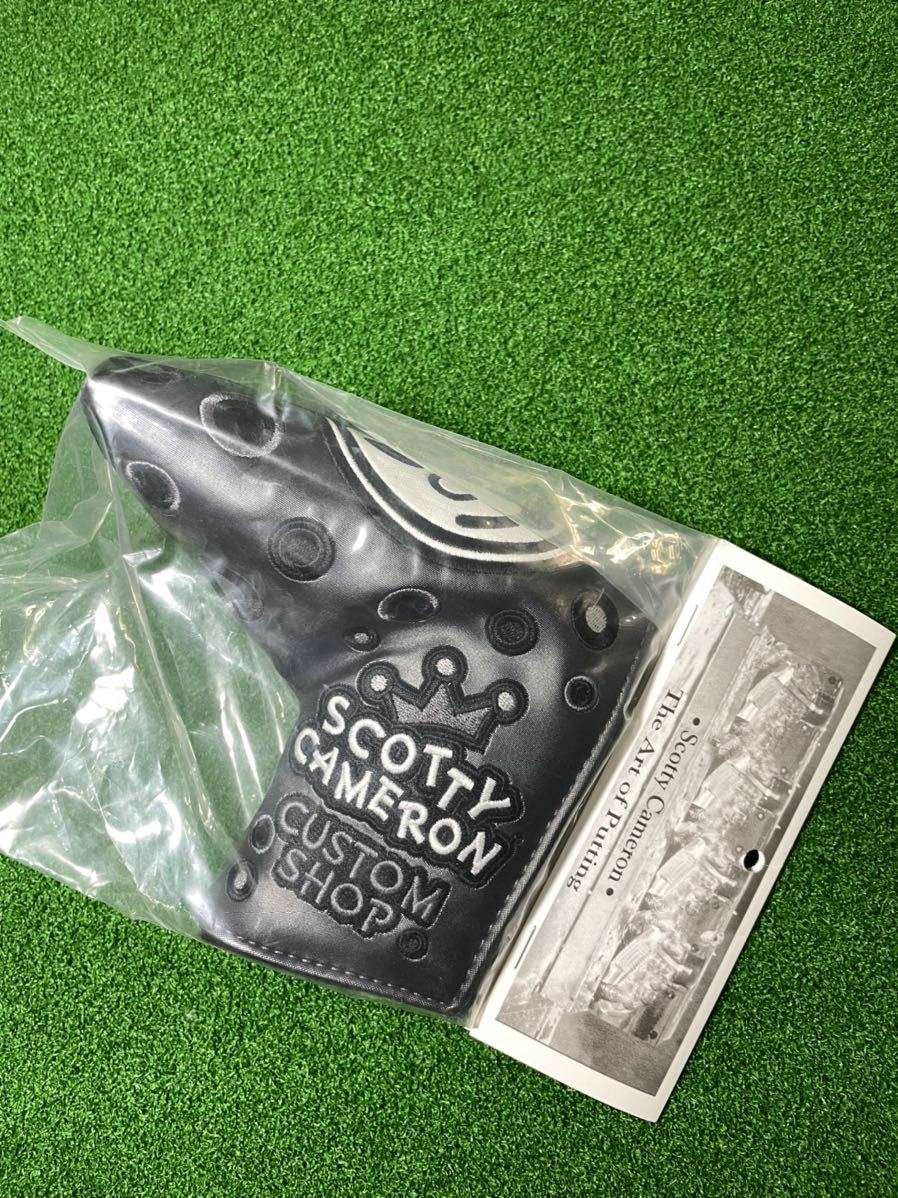 SCOTTY
CAMERON
CUSTOM
SHOP
• Scotty Cameron •
The Art of Putting